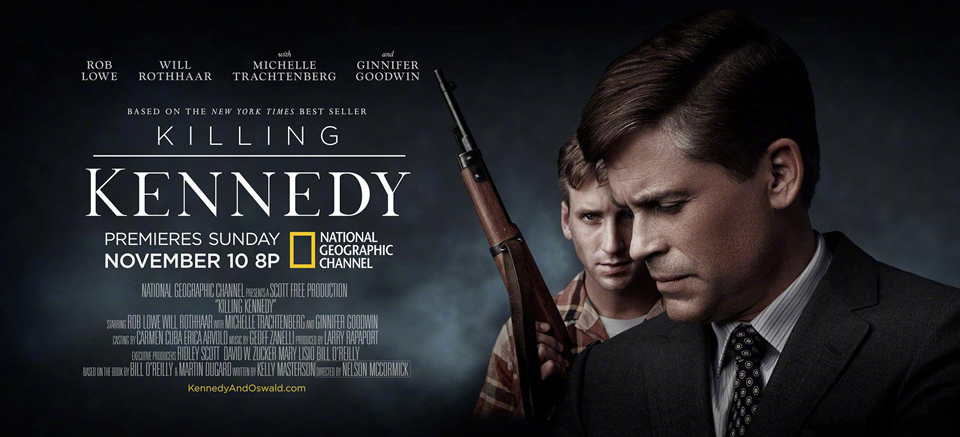 ROB LOWE
WILL ROTHHAAR
with MICHELLE TRACHTENBERG
and GINNIFER GOODWIN
BASED ON THE NEW YORK TIMES BEST SELLER
KILLING
KENNEDY
PREMIERES SUNDAY
NOVEMBER 10 8P
NATIONAL
GEOGRAPHIC
CHANNEL
NATIONAL GEOGRAPHIC CHANNEL PRESENTS A SCOTT FREE PRODUCTION
"KILLING KENNEDY"
STARRING ROB LOWE WILL ROTHHAAR WITH MICHELLE TRACHTENBERG AND GINNIFER GOODWIN
CASTING BY CARMEN CUBA ERICA ARVOLD MUSIC BY GEOFF ZANELLI PRODUCED BY LARRY RAPAPORT
EXECUTIVE PRODUCERS RIDLEY SCOTT DAVID W. ZUCKER MARY LISIO BILL O'REILLY
BASED ON THE BOOK BY BILL O'REILLY & MARTIN DUGARD WRITTEN BY KELLY MASTERSON DIRECTED BY NELSON MCCORMICK
KennedyAndOswald.com